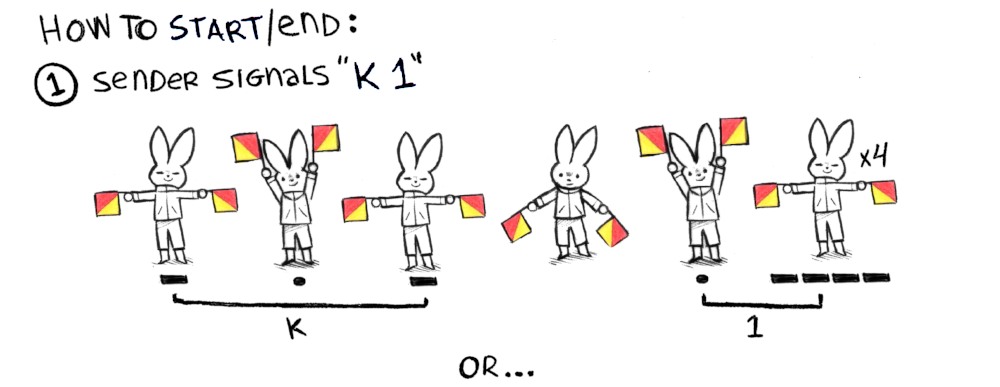 HOW TO START/END:
1 SENDER SIGNALS "K 1"
x4
K 1
OR...